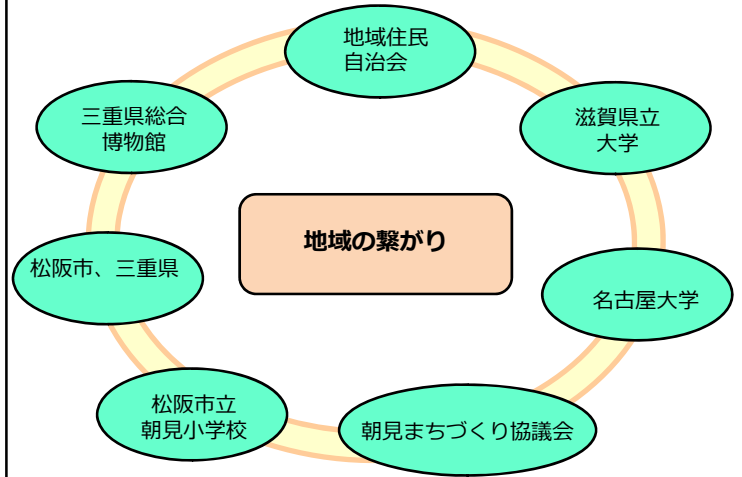 地域住民
自治会
三重県総合
博物館
滋賀県立
大学
地域の繋がり
松阪市、三重県
名古屋大学
松阪市立
朝見小学校
朝見まちづくり協議会